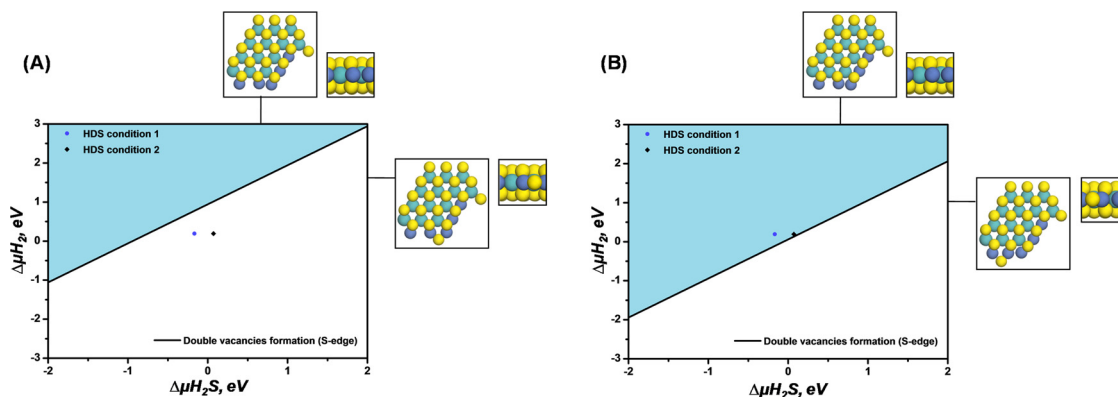 (A)
3
2
1
0
-1
-2
-3
ΔμH₂, eV
HDS condition 1
HDS condition 2
Double vacancies formation (S-edge)
-2
-1
0
1
2
ΔμH₂S, eV
(B)
3
2
1
0
-1
-2
-3
ΔμH₂, eV
HDS condition 1
HDS condition 2
Double vacancies formation (S-edge)
-2
-1
0
1
2
ΔμH₂S, eV